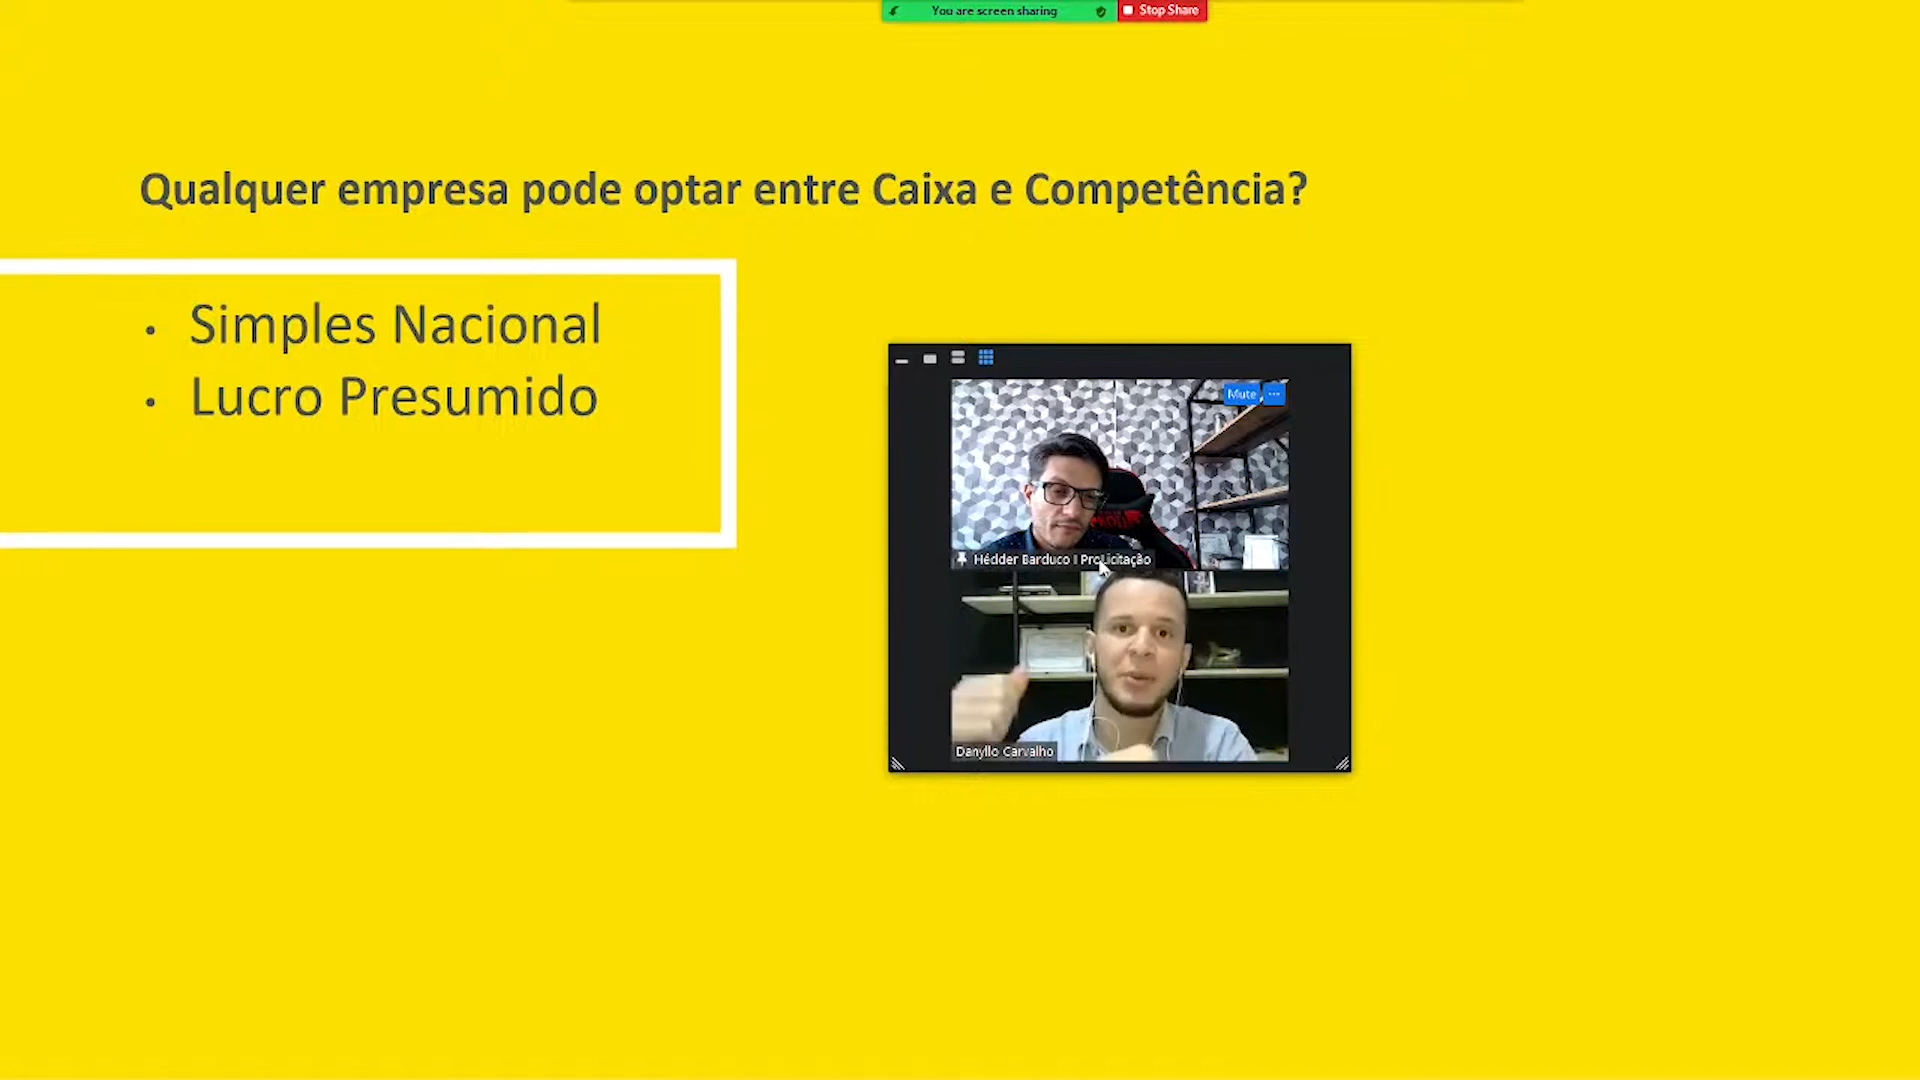 You are screen sharing
Stop Share
Qualquer empresa pode optar entre Caixa e Competência?
• Simples Nacional
• Lucro Presumido
Mute ...
Hédder Barduco I ProLicitação
Danyllo Carvalho